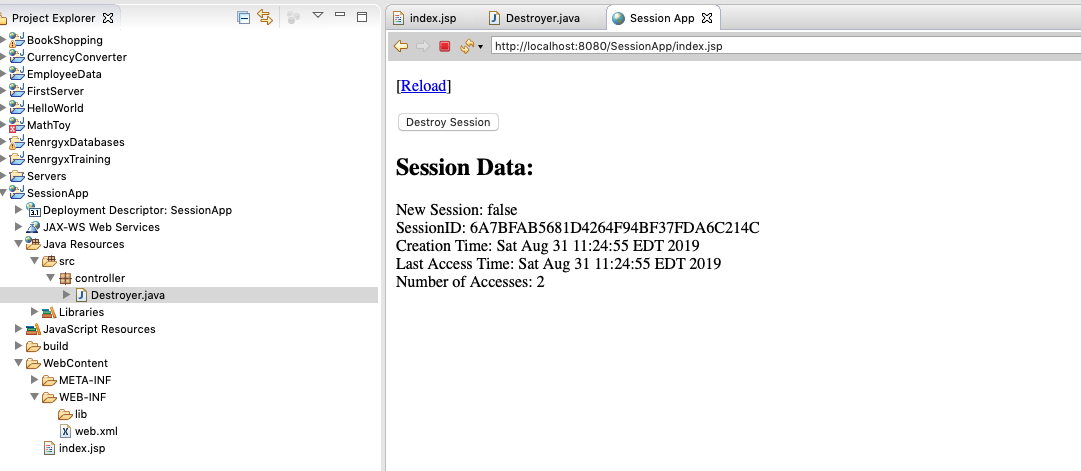 Project Explorer
BookShopping
CurrencyConverter
EmployeeData
FirstServer
HelloWorld
MathToy
RenrgyxDatabases
RenrgyxTraining
Servers
SessionApp
Deployment Descriptor: SessionApp
JAX-WS Web Services
Java Resources
src
controller
Destroyer.java
Libraries
JavaScript Resources
build
WebContent
META-INF
WEB-INF
lib
web.xml
index.jsp
index.jsp Destroyer.java Session App
http://localhost:8080/SessionApp/index.jsp
[Reload]
Destroy Session
Session Data:
New Session: false
SessionID: 6A7BFAB5681D4264F94BF37FDA6C214C
Creation Time: Sat Aug 31 11:24:55 EDT 2019
Last Access Time: Sat Aug 31 11:24:55 EDT 2019
Number of Accesses: 2